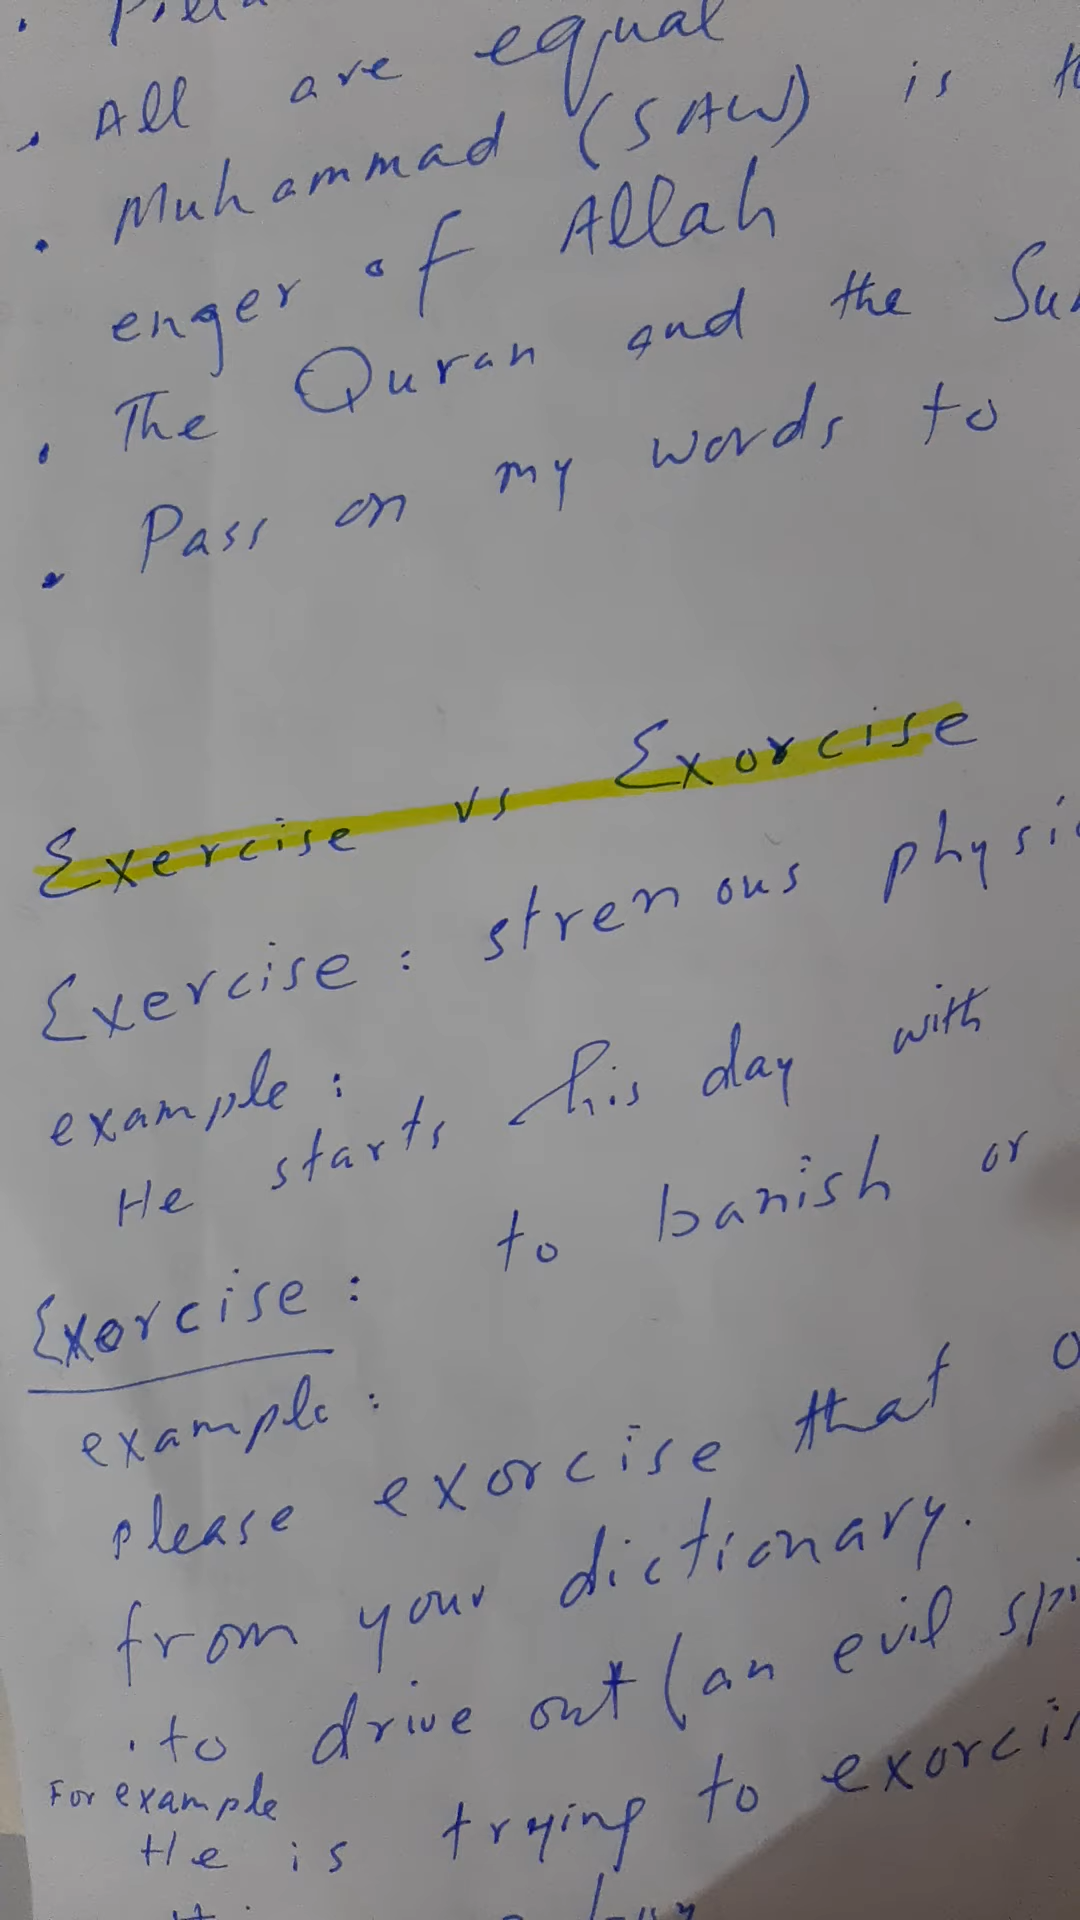 • All are equal
• Muhammad (SAW) is
enger of Allah
• The Quran and the
• Pass on my words to
Exercise vs Exorcise
Exercise : strenous
example :
He starts his day with
Exorcise : to banish or
example :
please exorcise that
from your dictionary.
. to drive out (an evil
For example
He is trying to